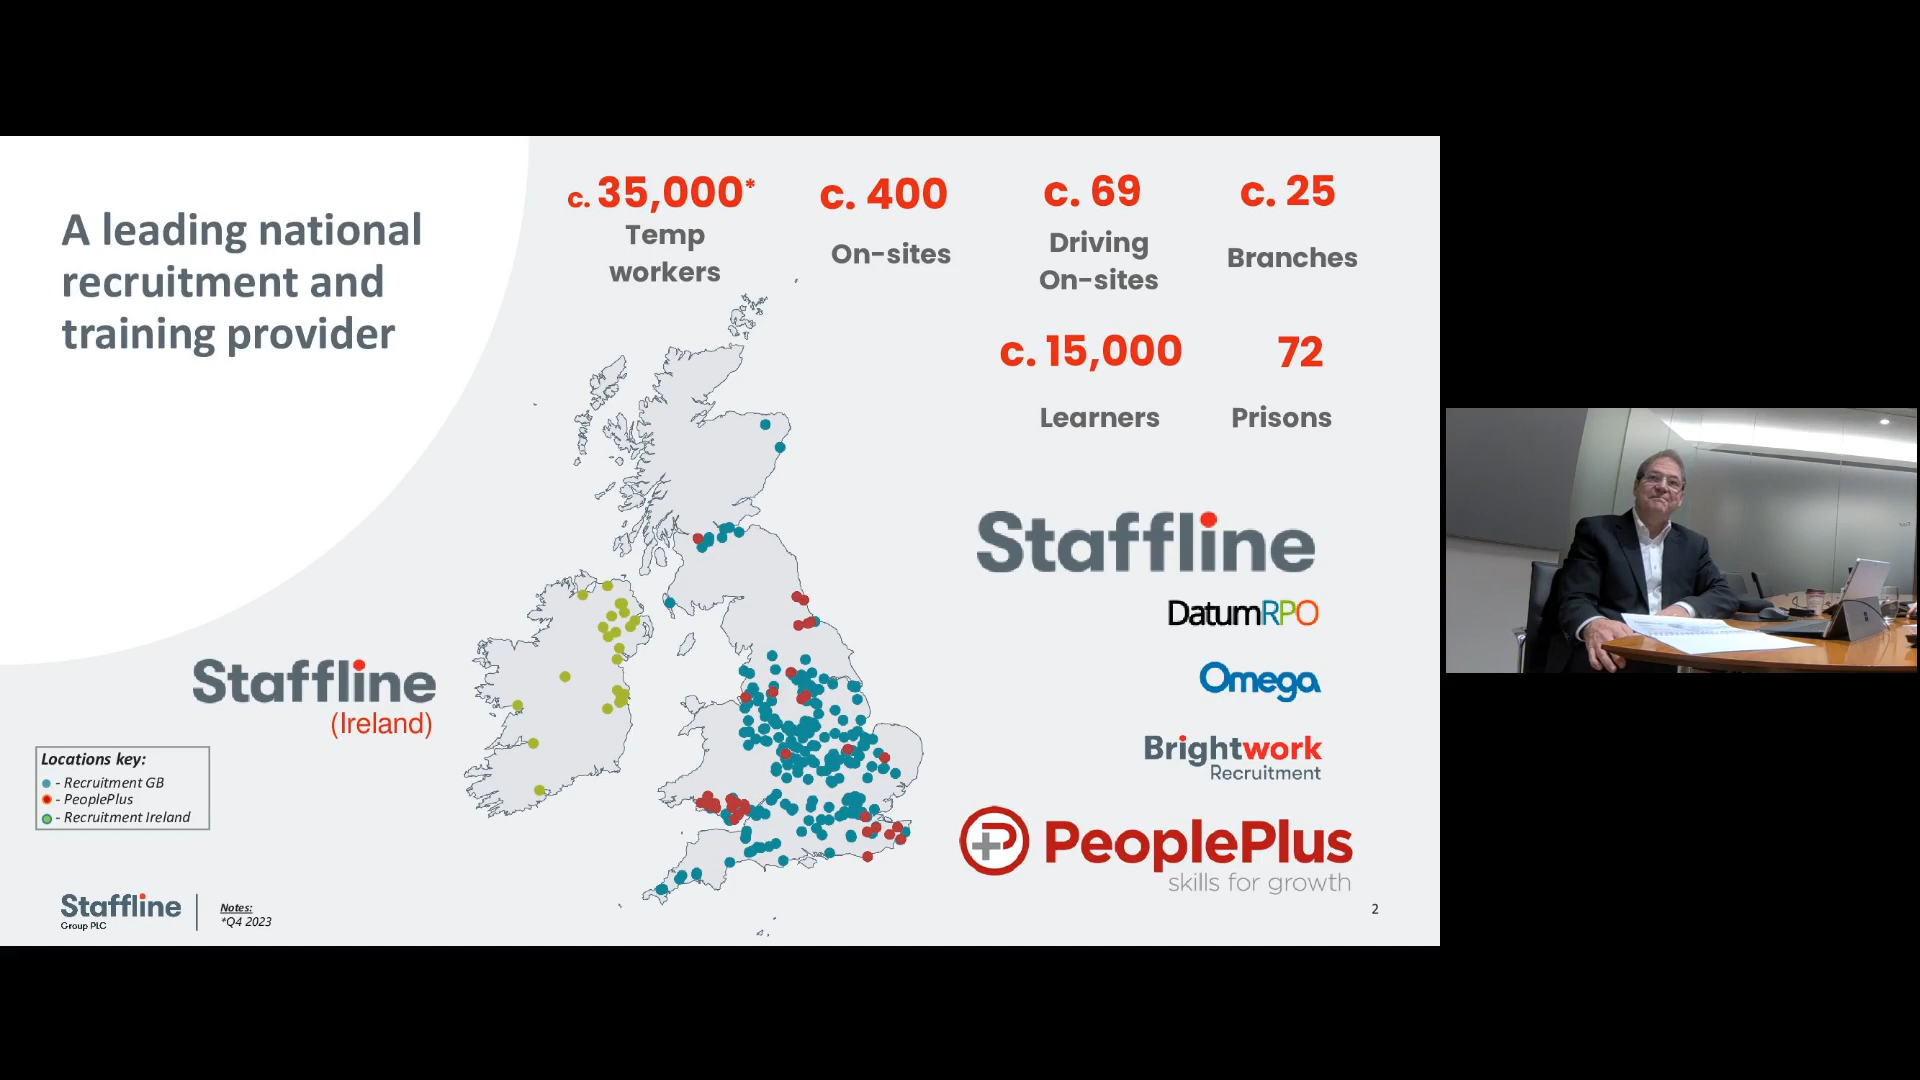 A leading national
recruitment and
training provider
c. 35,000*
Temp
workers
c. 400
On-sites
c. 69
Driving
On-sites
c. 25
Branches
c. 15,000
Learners
72
Prisons
Staffline
DatumRPO
Omega
Brightwork
Recruitment
PeoplePlus
skills for growth
Staffline
(Ireland)
Locations key:
- Recruitment GB
- PeoplePlus
- Recruitment Ireland
Staffline
Group PLC
Notes:
*Q4 2023
2